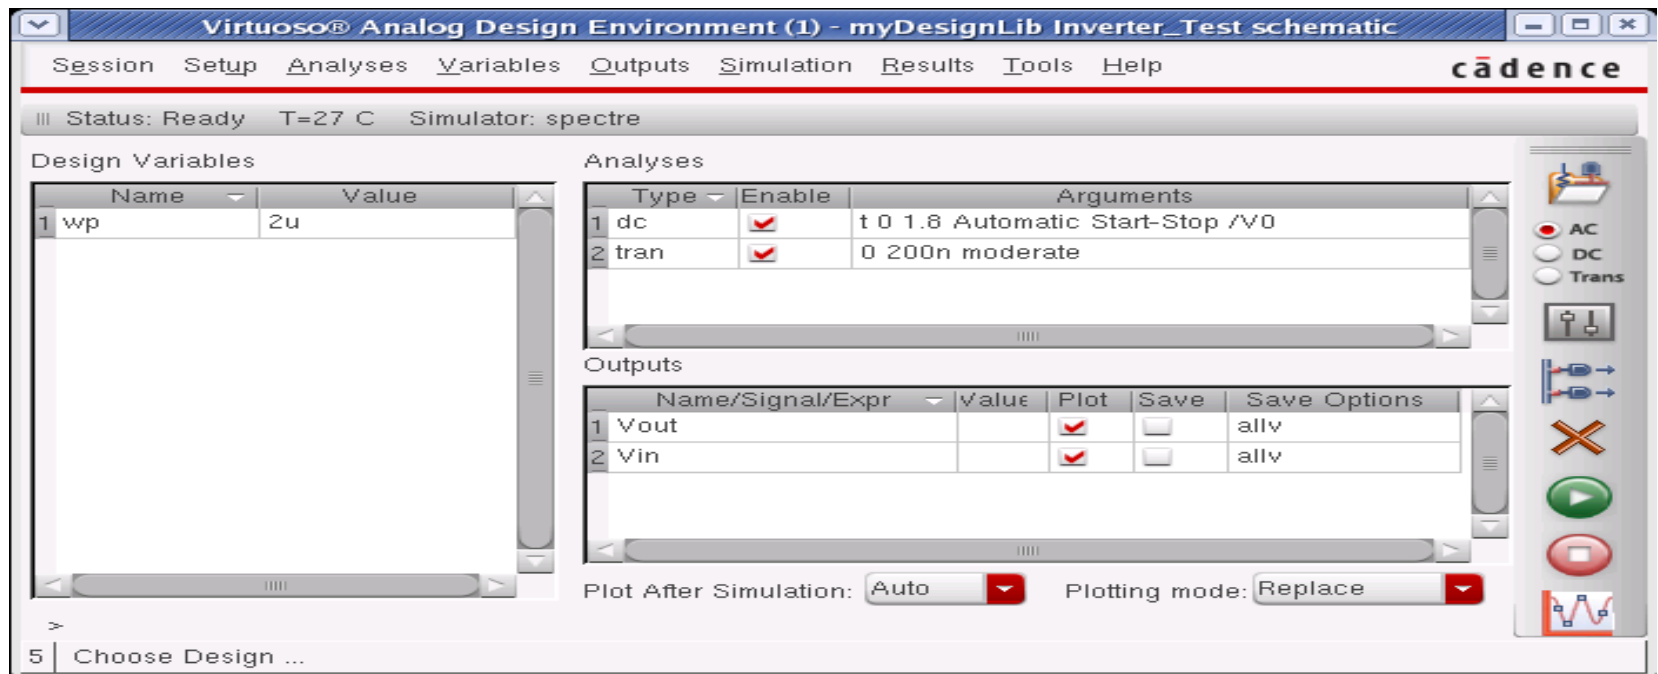 Virtuoso® Analog Design Environment (1) - myDesignLib Inverter_Test schematic
Session Setup Analyses Variables Outputs Simulation Results Tools Help cādence
Status: Ready T=27 C Simulator: spectre
Design Variables
Name Value
1 wp 2u
Analyses
Type Enable Arguments
1 dc t 0 1.8 Automatic Start-Stop /V0
2 tran 0 200n moderate
Outputs
Name/Signal/Expr Value Plot Save Save Options
1 Vout allv
2 Vin allv
Plot After Simulation: Auto Plotting mode: Replace
AC
DC
Trans
>
5 Choose Design ...